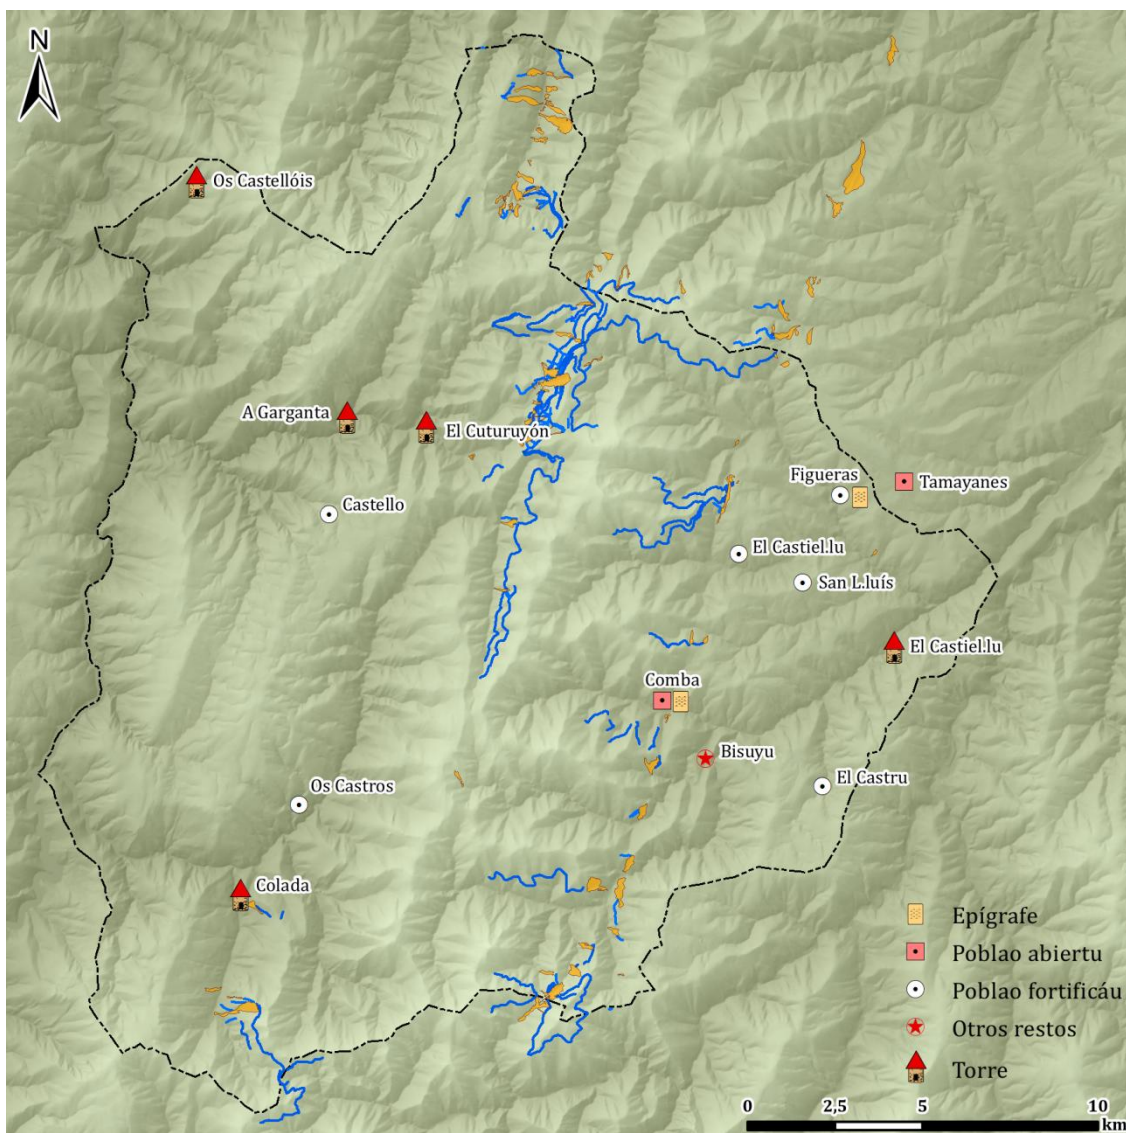 N
Os Castellóis
A Garganta
El Cuturuyón
Castello
Figueras
Tamayanes
El Castiel.lu
San L.luís
El Castiel.lu
Comba
Bisuyu
El Castru
Os Castros
Colada
Epígrafe
Poblao abiertu
Poblao fortificáu
Otros restos
Torre
0 2,5 5 10
km